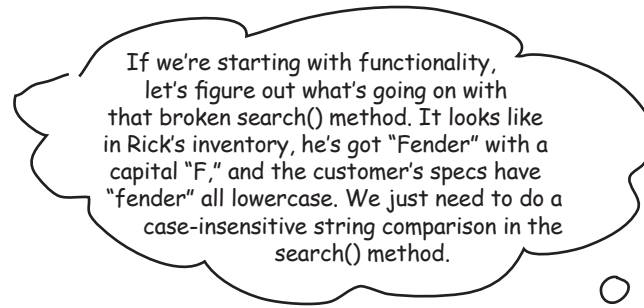 If we're starting with functionality,
let's figure out what's going on with
that broken search() method. It looks like
in Rick's inventory, he's got “Fender” with a
capital “F,” and the customer's specs have
“fender” all lowercase. We just need to do a
case-insensitive string comparison in the
search() method.